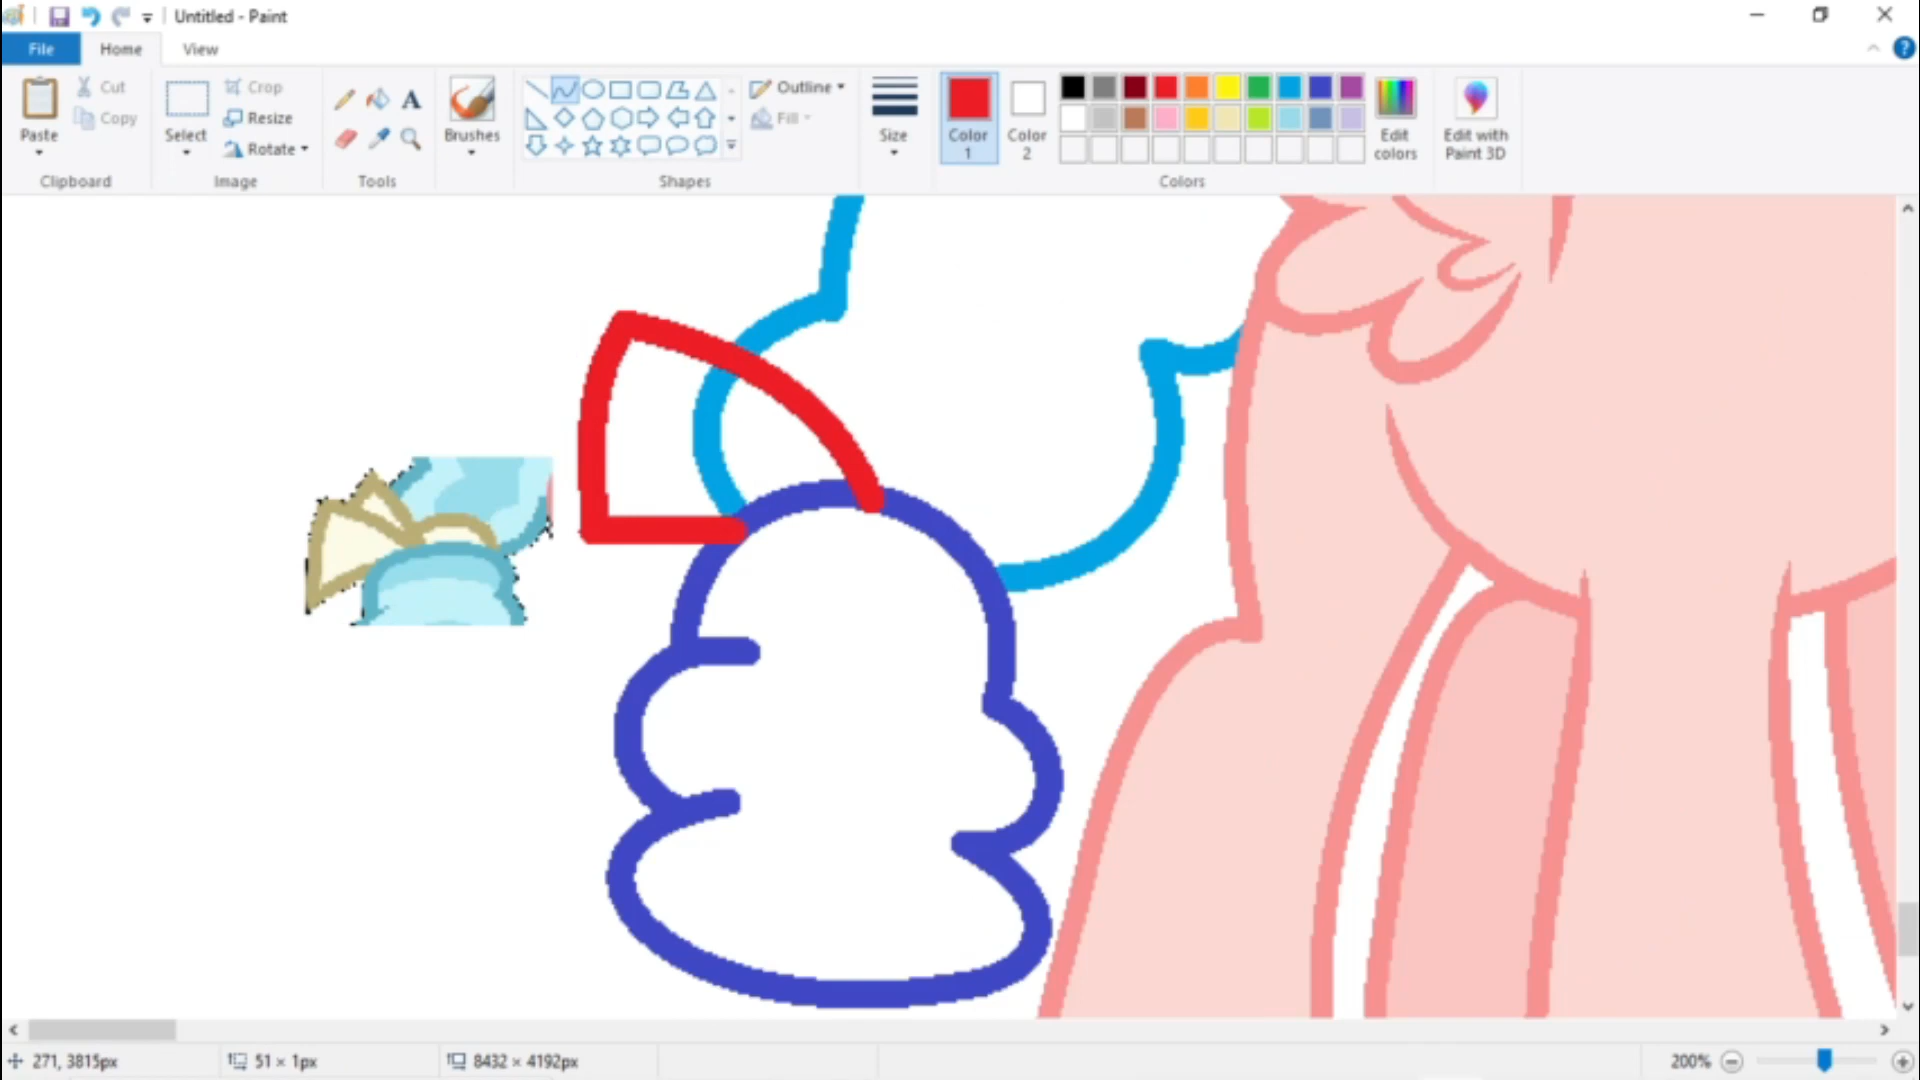 Untitled - Paint
File Home View
Cut Crop Outline
Copy Resize Fill
Paste Select Rotate Brushes Size Color 1 Color 2 Edit colors Edit with Paint 3D
Clipboard Image Tools Shapes Colors
271, 3815px 51 × 1px 8432 × 4192px 200%